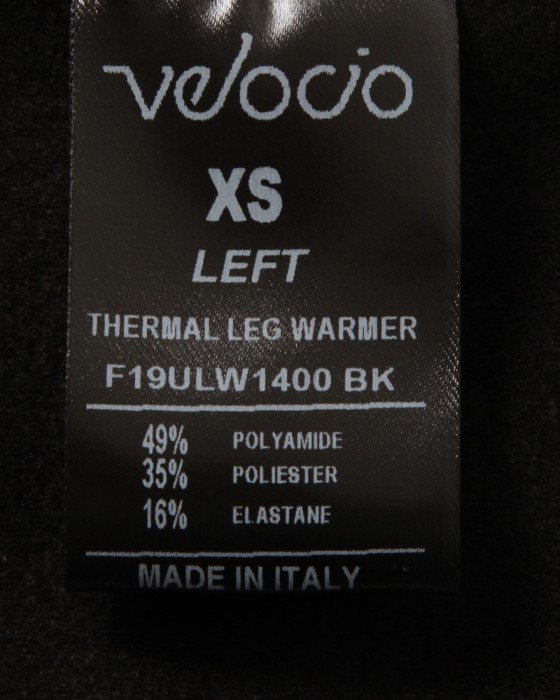 velocio
XS
LEFT
THERMAL LEG WARMER
F19ULW1400 BK
49% POLYAMIDE
35% POLIESTER
16% ELASTANE
MADE IN ITALY